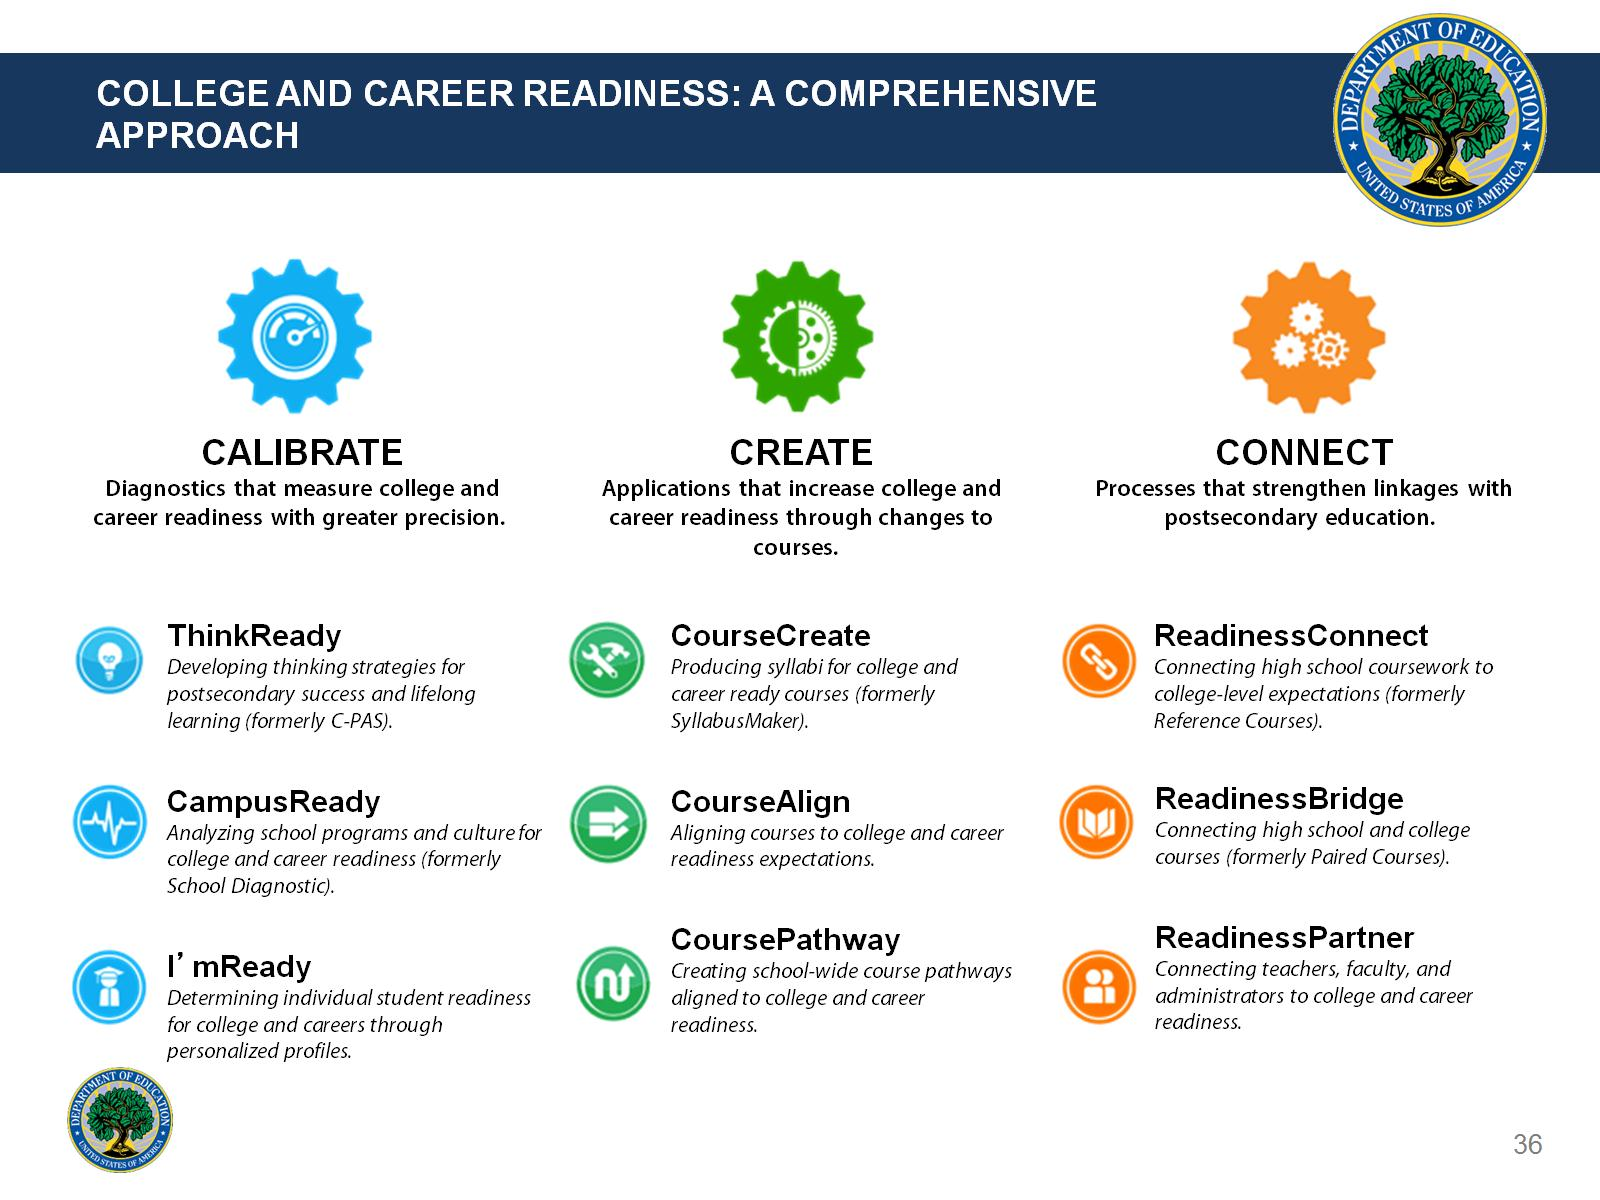 COLLEGE AND CAREER READINESS: A COMPREHENSIVE
APPROACH
DEPARTMENT OF EDUCATION
UNITED STATES OF AMERICA
CALIBRATE
Diagnostics that measure college and
career readiness with greater precision.
CREATE
Applications that increase college and
career readiness through changes to
courses.
CONNECT
Processes that strengthen linkages with
postsecondary education.
ThinkReady
Developing thinking strategies for
postsecondary success and lifelong
learning (formerly C-PAS).
CampusReady
Analyzing school programs and culture for
college and career readiness (formerly
School Diagnostic).
I’mReady
Determining individual student readiness
for college and careers through
personalized profiles.
CourseCreate
Producing syllabi for college and
career ready courses (formerly
SyllabusMaker).
CourseAlign
Aligning courses to college and career
readiness expectations.
CoursePathway
Creating school-wide course pathways
aligned to college and career
readiness.
ReadinessConnect
Connecting high school coursework to
college-level expectations (formerly
Reference Courses).
ReadinessBridge
Connecting high school and college
courses (formerly Paired Courses).
ReadinessPartner
Connecting teachers, faculty, and
administrators to college and career
readiness.
DEPARTMENT OF EDUCATION
UNITED STATES OF AMERICA
36